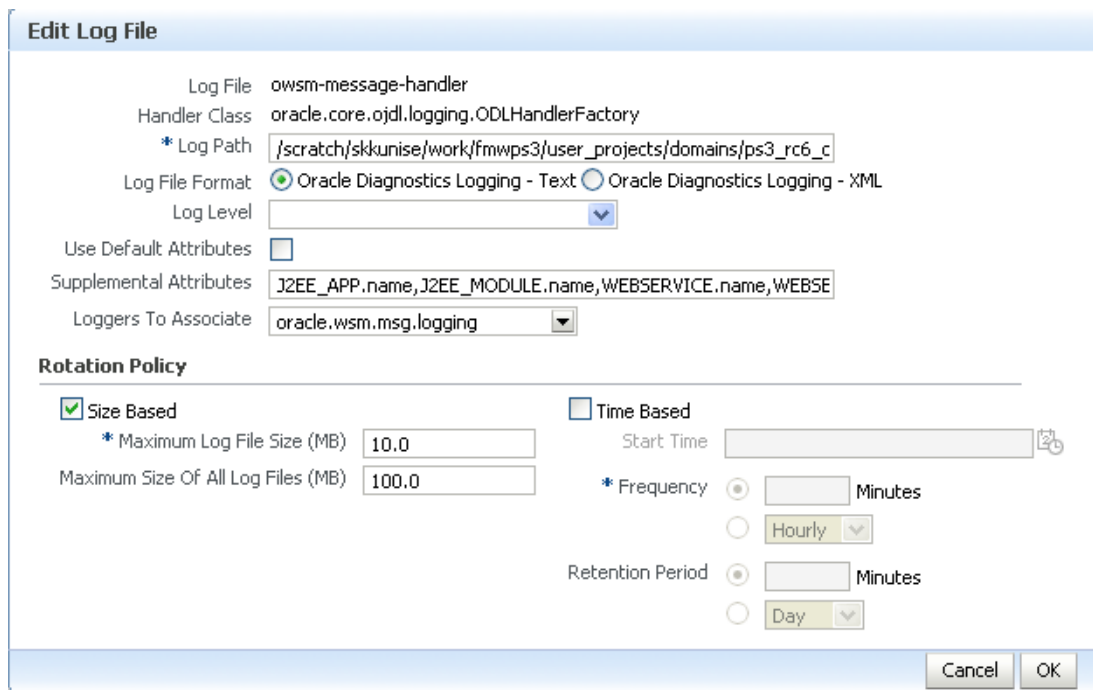 Edit Log File
Log File owsm-message-handler
Handler Class oracle.core.ojdl.logging.ODLHandlerFactory
* Log Path /scratch/skkunise/work/fmwps3/user_projects/domains/ps3_rc6_c
Log File Format Oracle Diagnostics Logging - Text Oracle Diagnostics Logging - XML
Log Level
Use Default Attributes
Supplemental Attributes J2EE_APP.name,J2EE_MODULE.name,WEBSERVICE.name,WEBSE
Loggers To Associate oracle.wsm.msg.logging
Rotation Policy
Size Based
* Maximum Log File Size (MB) 10.0
Maximum Size Of All Log Files (MB) 100.0
Time Based
Start Time
* Frequency Minutes
Hourly
Retention Period Minutes
Day
Cancel OK